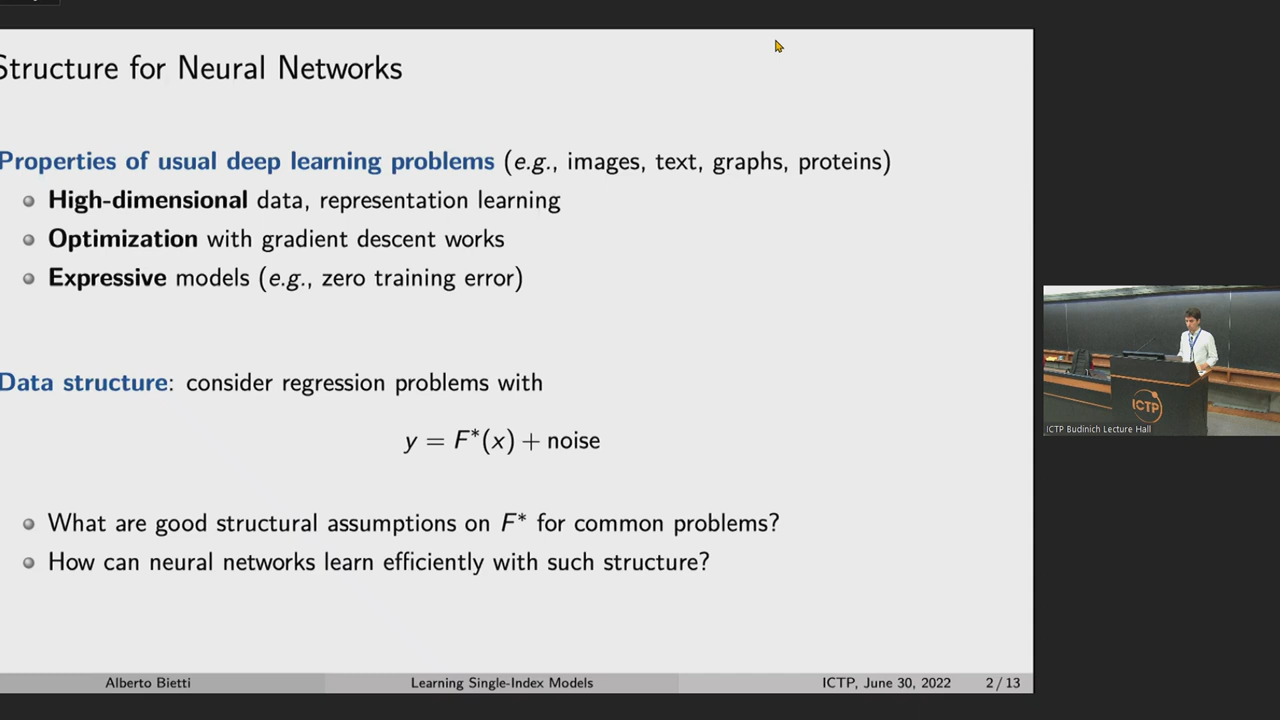 Structure for Neural Networks
Properties of usual deep learning problems (e.g., images, text, graphs, proteins)
High-dimensional data, representation learning
Optimization with gradient descent works
Expressive models (e.g., zero training error)
Data structure: consider regression problems with
y = F*(x) + noise
What are good structural assumptions on F* for common problems?
How can neural networks learn efficiently with such structure?
Alberto Bietti
Learning Single-Index Models
ICTP, June 30, 2022
2 / 13
ICTP
ICTP Budinich Lecture Hall